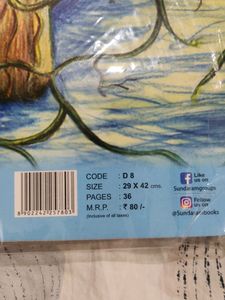 CODE : D 8
SIZE : 29 X 42 cms.
PAGES : 36
M.R.P. : ₹ 80 /-
(Inclusive of all taxes)
8902242257803
Like
us on
Sundaramgroups
Follow
us on
@Sundarambooks